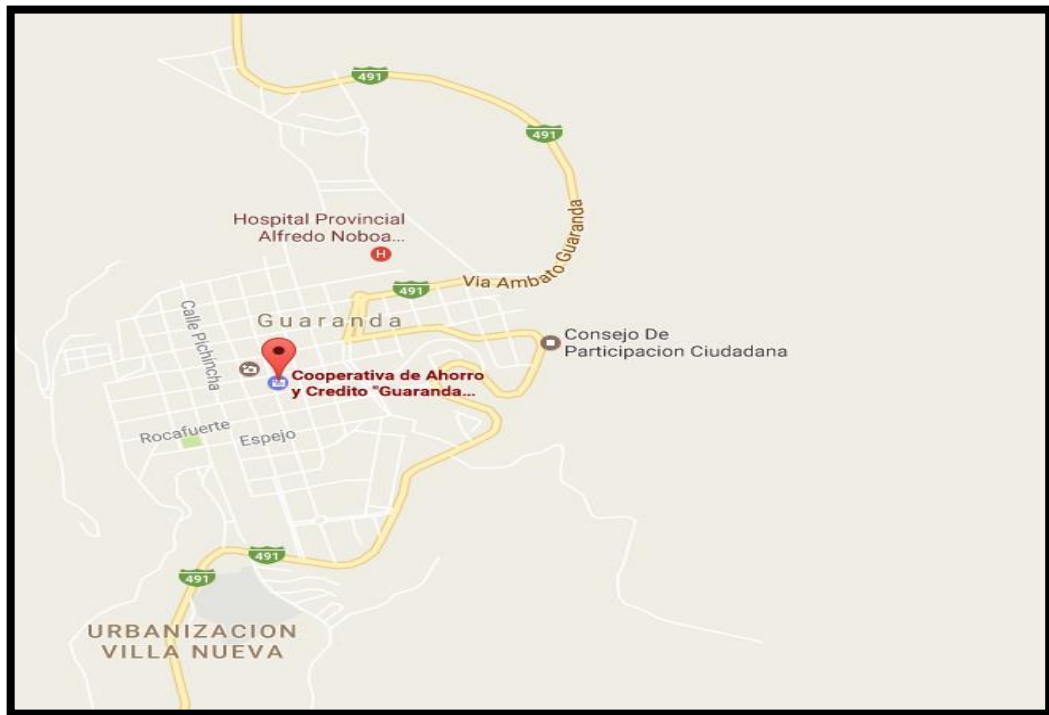 491
491
Hospital Provincial
Alfredo Noboa...
H
Via Ambato Guaranda
491
Calle Pichincha
Guaranda
Consejo De
Participacion Ciudadana
Cooperativa de Ahorro
y Credito "Guaranda...
Rocafuerte
Espejo
491
491
URBANIZACION
VILLA NUEVA